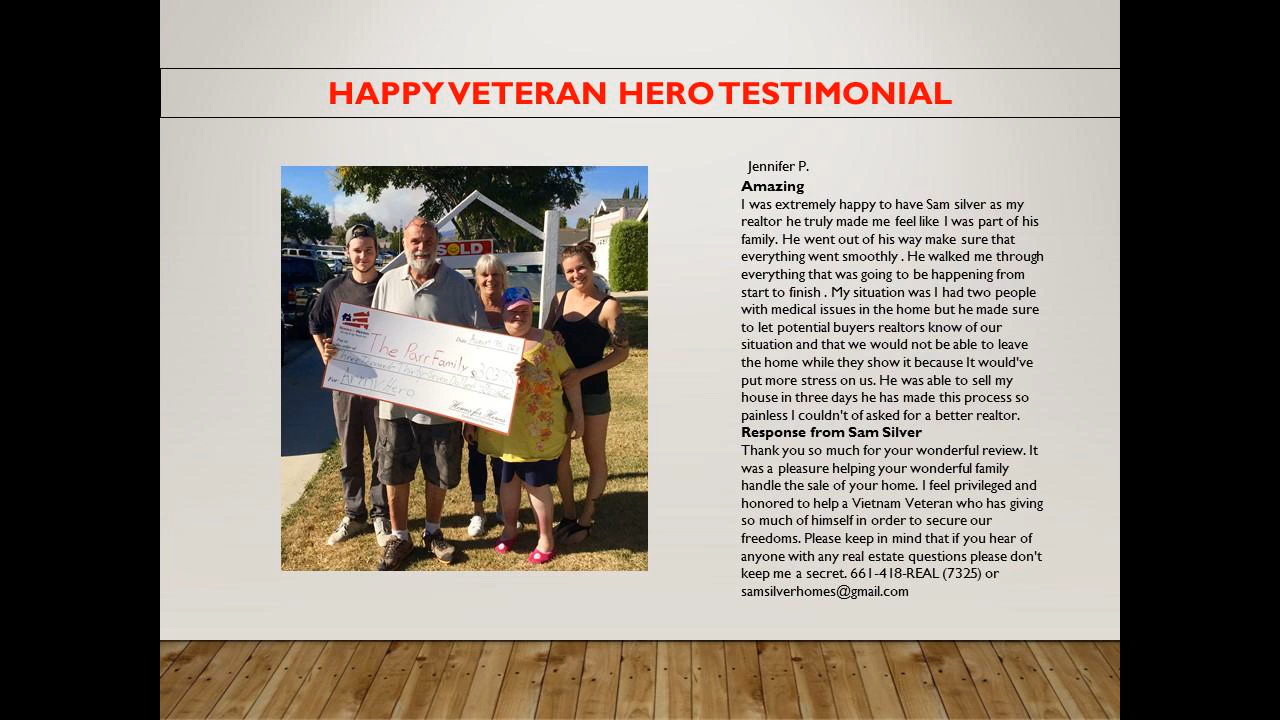 HAPPY VETERAN HERO TESTIMONIAL
SOLD
Homes for Heroes
Date August
The Parr Family
$3037
For: Army Hero
Homes for Heroes
Jennifer P.
Amazing
I was extremely happy to have Sam silver as my
realtor he truly made me feel like I was part of his
family. He went out of his way make sure that
everything went smoothly . He walked me through
everything that was going to be happening from
start to finish . My situation was I had two people
with medical issues in the home but he made sure
to let potential buyers realtors know of our
situation and that we would not be able to leave
the home while they show it because It would've
put more stress on us. He was able to sell my
house in three days he has made this process so
painless I couldn't of asked for a better realtor.
Response from Sam Silver
Thank you so much for your wonderful review. It
was a pleasure helping your wonderful family
handle the sale of your home. I feel privileged and
honored to help a Vietnam Veteran who has giving
so much of himself in order to secure our
freedoms. Please keep in mind that if you hear of
anyone with any real estate questions please don't
keep me a secret. 661-418-REAL (7325) or
samsilverhomes@gmail.com